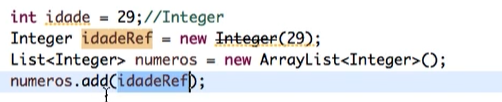 int idade = 29;//Integer
Integer idadeRef = new Integer(29);
List<Integer> numeros = new ArrayList<Integer>();
numeros.add(idadeRef);